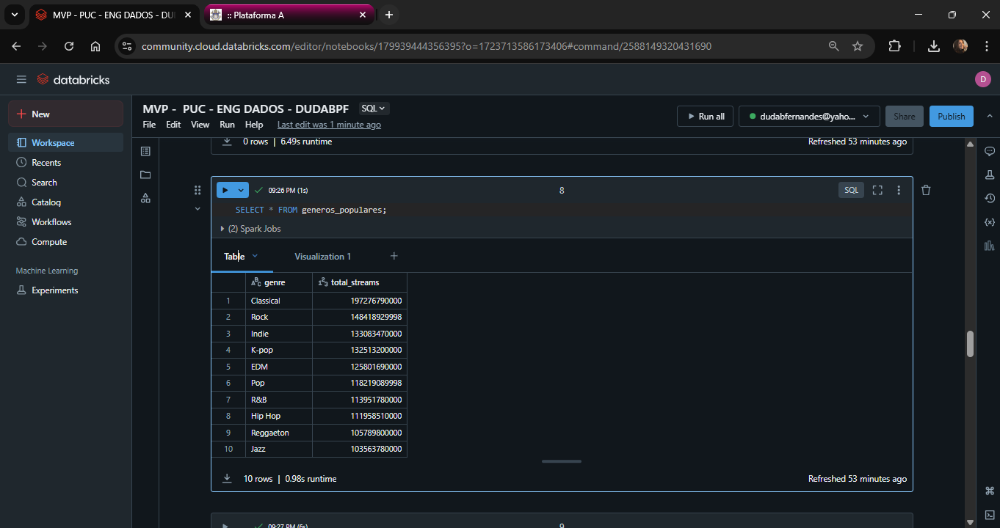 MVP - PUC - ENG DADOS - DU
:: Plataforma A
community.cloud.databricks.com/editor/notebooks/179939444356395?o=1723713586173406#command/2588149320431690
databricks
D
New
Workspace
Recents
Search
Catalog
Workflows
Compute
Machine Learning
Experiments
MVP - PUC - ENG DADOS - DUDABPF SQL
File Edit View Run Help Last edit was 1 minute ago
Run all
dudabfernandes@yaho...
Share
Publish
0 rows | 6.49s runtime
Refreshed 53 minutes ago
09:26 PM (1s)
8
SQL
SELECT * FROM generos_populares;
(2) Spark Jobs
Table Visualization 1 +
ABC genre 123 total_streams
1 Classical 197276790000
2 Rock 148418929998
3 Indie 133083470000
4 K-pop 132513200000
5 EDM 125801690000
6 Pop 118219089998
7 R&B 113951780000
8 Hip Hop 111958510000
9 Reggaeton 105789800000
10 Jazz 103563780000
10 rows | 0.98s runtime
Refreshed 53 minutes ago
09:27 PM (6s)
9